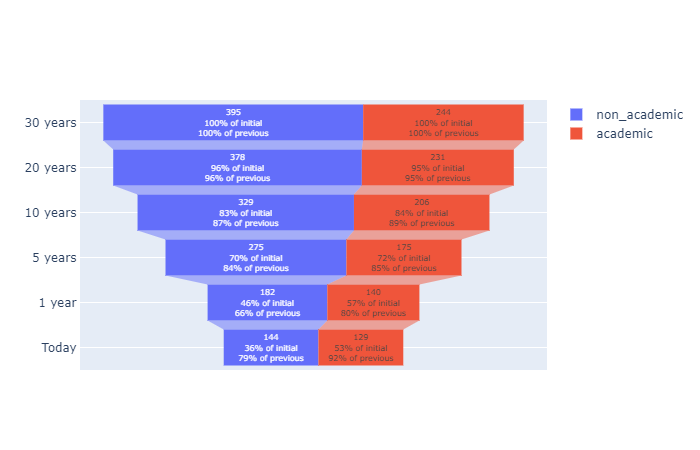 395
100% of initial
100% of previous
244
100% of initial
100% of previous
30 years
378
96% of initial
96% of previous
231
95% of initial
95% of previous
20 years
329
83% of initial
87% of previous
206
84% of initial
89% of previous
10 years
275
70% of initial
84% of previous
175
72% of initial
85% of previous
5 years
182
46% of initial
66% of previous
140
57% of initial
80% of previous
1 year
144
36% of initial
79% of previous
129
53% of initial
92% of previous
Today
non_academic
academic